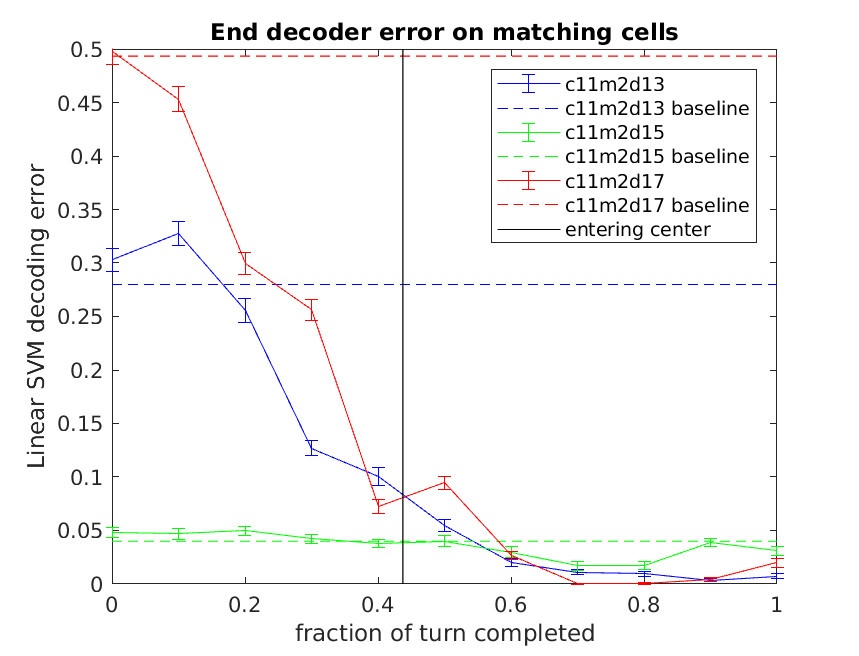 End decoder error on matching cells
0.5
0.45
0.4
0.35
0.3
0.25
0.2
0.15
0.1
0.05
0
Linear SVM decoding error
c11m2d13
c11m2d13 baseline
c11m2d15
c11m2d15 baseline
c11m2d17
c11m2d17 baseline
entering center
0 0.2 0.4 0.6 0.8 1
fraction of turn completed